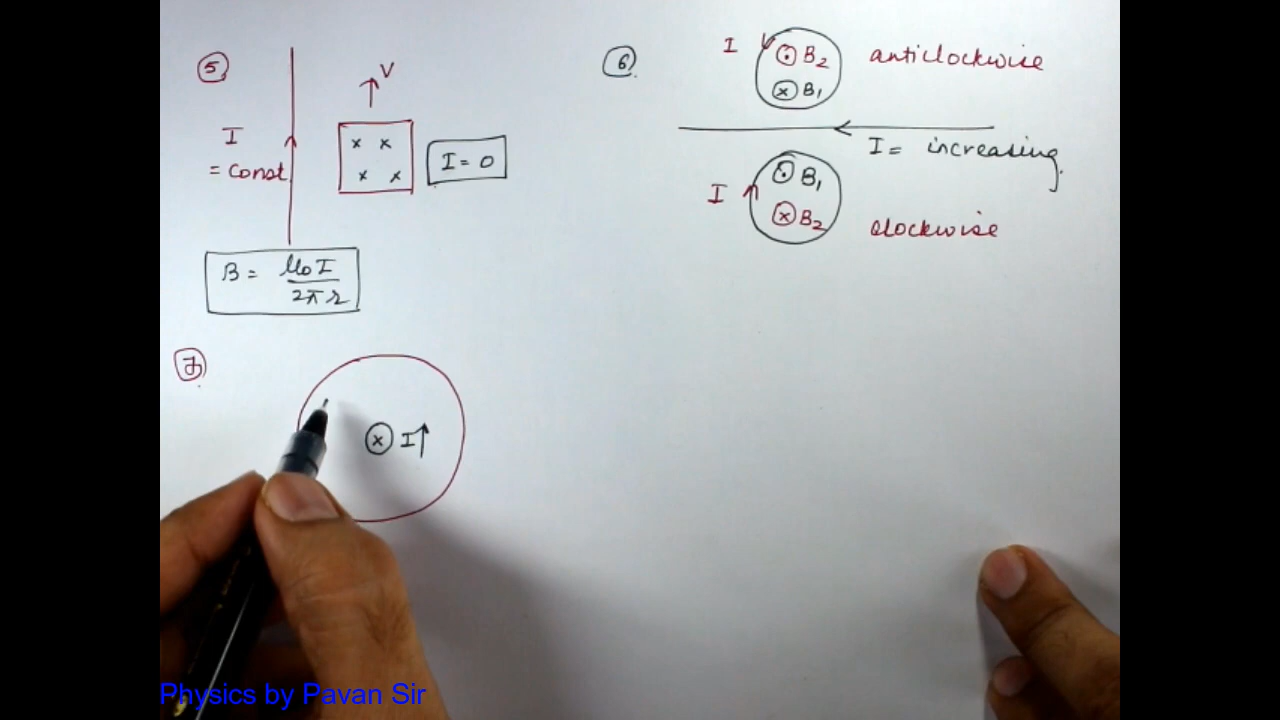 5
V
I
= const
x x
x x
I = 0
B = μ₀I / 2πr
6
I
⊙ B₂
⊗ B₁
anticlockwise
I = increasing
⊙ B₁
I
⊗ B₂
clockwise
7
⊗ I↑
Physics by Pavan Sir